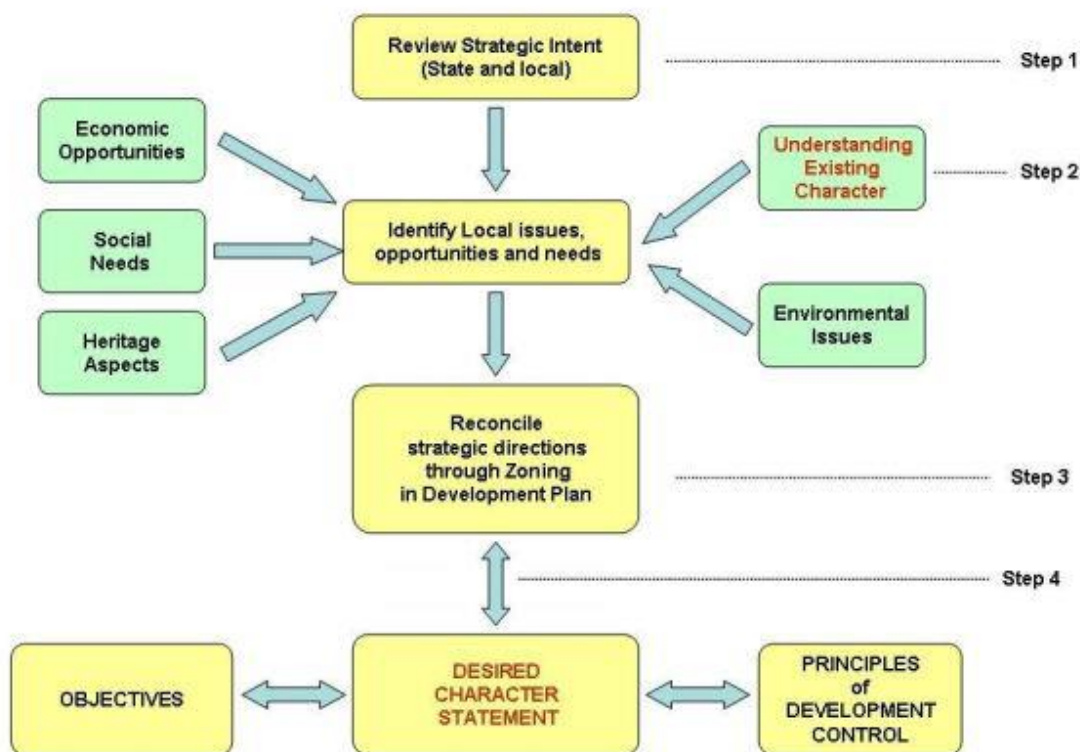 Review Strategic Intent
(State and local)
Step 1
Economic
Opportunities
Understanding
Existing
Character
Step 2
Identify Local issues,
opportunities and needs
Social
Needs
Heritage
Aspects
Environmental
Issues
Reconcile
strategic directions
through Zoning
in Development Plan
Step 3
Step 4
OBJECTIVES
DESIRED
CHARACTER
STATEMENT
PRINCIPLES
of
DEVELOPMENT
CONTROL